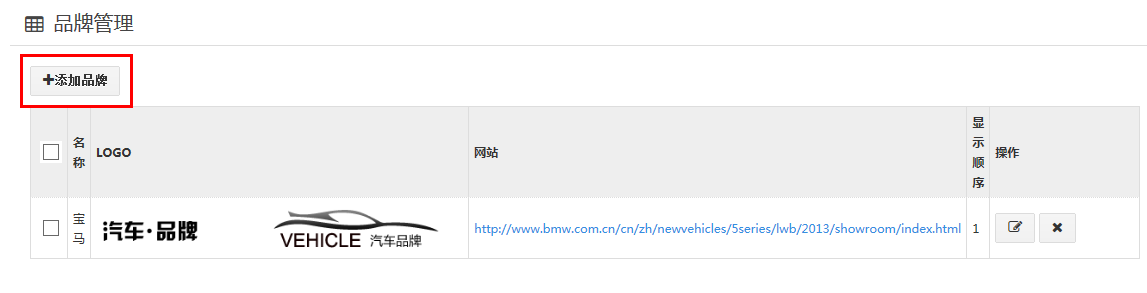 品牌管理
添加品牌
名称 LOGO 网站 显示顺序 操作
宝马 汽车·品牌 VEHICLE 汽车品牌 http://www.bmw.com.cn/cn/zh/newvehicles/5series/lwb/2013/showroom/index.html 1